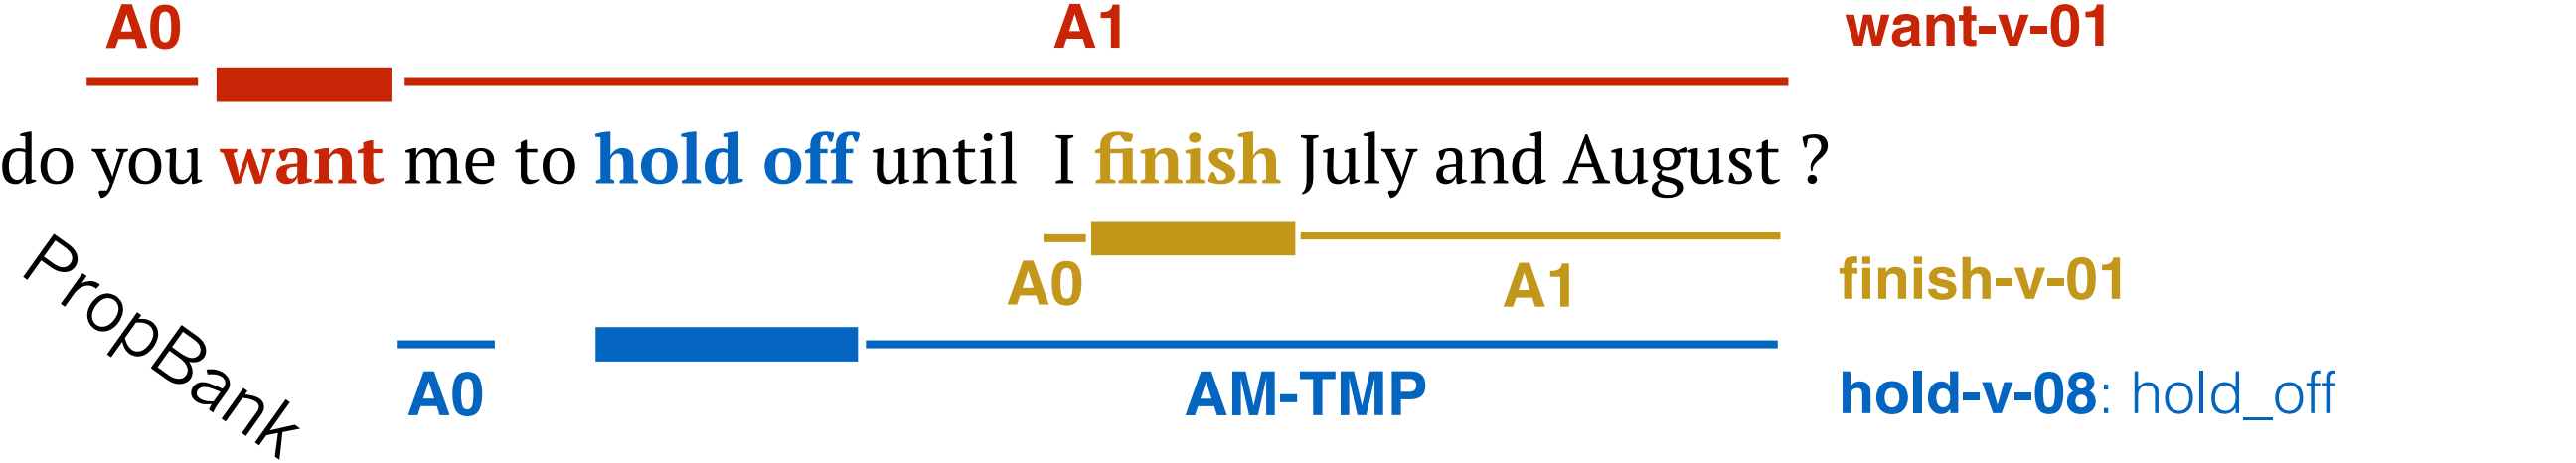 A0 A1 want-v-01
do you want me to hold off until I finish July and August ?
PropBank
A0 A1 finish-v-01
A0 AM-TMP hold-v-08: hold_off